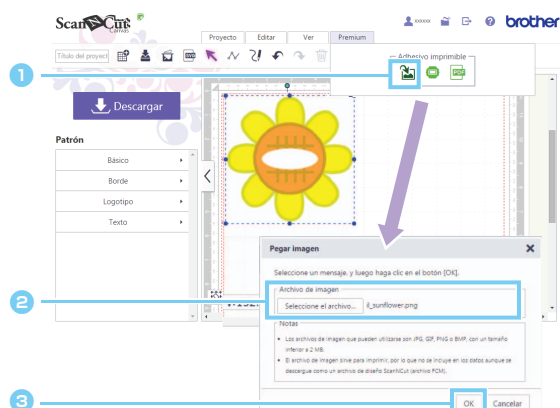 ScanNCut
Canvas
xxxxx
brother
Proyecto Editar Ver Premium
Título del proyect
SVG
Adhesivo imprimible
PDF
1
Descargar
Patrón
Básico
Borde
Logotipo
Texto
Pegar imagen
Seleccione un mensaje. y luego haga clic en el botón [OK].
2
Archivo de imagen
Seleccione el archivo... il_sunflower.png
Notas
Los archivos de imagen que pueden utilizarse son JPG, GIF, PNG o BMP, con un tamaño
inferior a 2 MB.
El archivo de imagen sirve para imprimir, por lo que no se incluye en los datos aunque se
descargue como un archivo de diseño ScanNCut (archivo FCM).
3
OK Cancelar